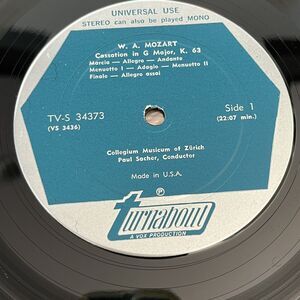 UNIVERSAL USE
STEREO can also be played MONO
W. A. MOZART
Cassation in G Major, K. 63
Marcia — Allegro — Andante
Menuetto I — Adagio — Menuetto II
Finale — Allegro assai
TV-S 34373
(VS 3436)
Side 1
(22:07 min.)
Collegium Musicum of Zürich
Paul Sacher, Conductor
Made in U.S.A.
turnabout
A VOX PRODUCTION